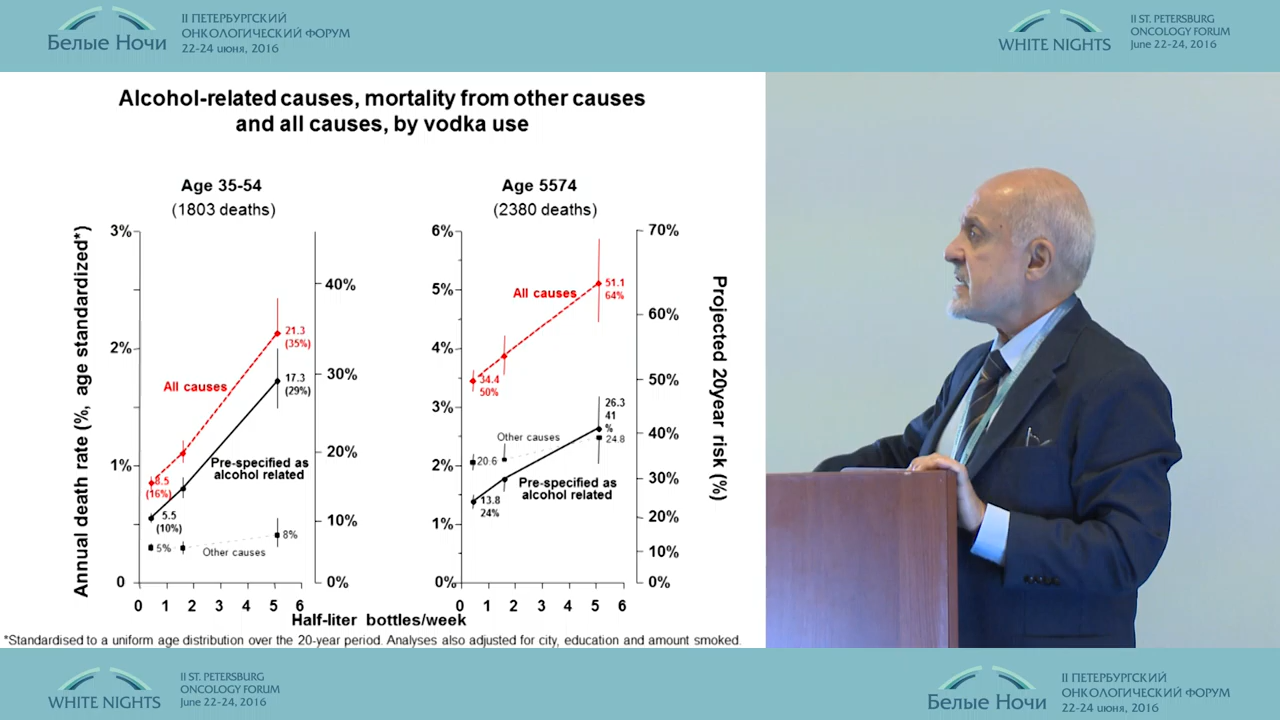 Белые Ночи
II ПЕТЕРБУРГСКИЙ
ОНКОЛОГИЧЕСКИЙ ФОРУМ
22-24 июня, 2016
WHITE NIGHTS
II ST. PETERSBURG
ONCOLOGY FORUM
June 22-24, 2016
Alcohol-related causes, mortality from other causes
and all causes, by vodka use
Age 35-54
(1803 deaths)
Annual death rate (%, age standardized*)
3%
2%
1%
0
40%
30%
20%
10%
0%
All causes
21.3
(35%)
17.3
(29%)
8.5
(16%)
Pre-specified as
alcohol related
5.5
(10%)
5%
Other causes
8%
0 1 2 3 4 5 6
Age 5574
(2380 deaths)
6%
5%
4%
3%
2%
1%
0%
70%
60%
50%
40%
30%
20%
10%
0%
Projected 20year risk (%)
All causes
51.1
64%
34.4
50%
26.3
41
%
Other causes
24.8
20.6
Pre-specified as
alcohol related
13.8
24%
0 1 2 3 4 5 6
Half-liter bottles/week
*Standardised to a uniform age distribution over the 20-year period. Analyses also adjusted for city, education and amount smoked.
WHITE NIGHTS
II ST. PETERSBURG
ONCOLOGY FORUM
June 22-24, 2016
Белые Ночи
II ПЕТЕРБУРГСКИЙ
ОНКОЛОГИЧЕСКИЙ ФОРУМ
22-24 июня, 2016